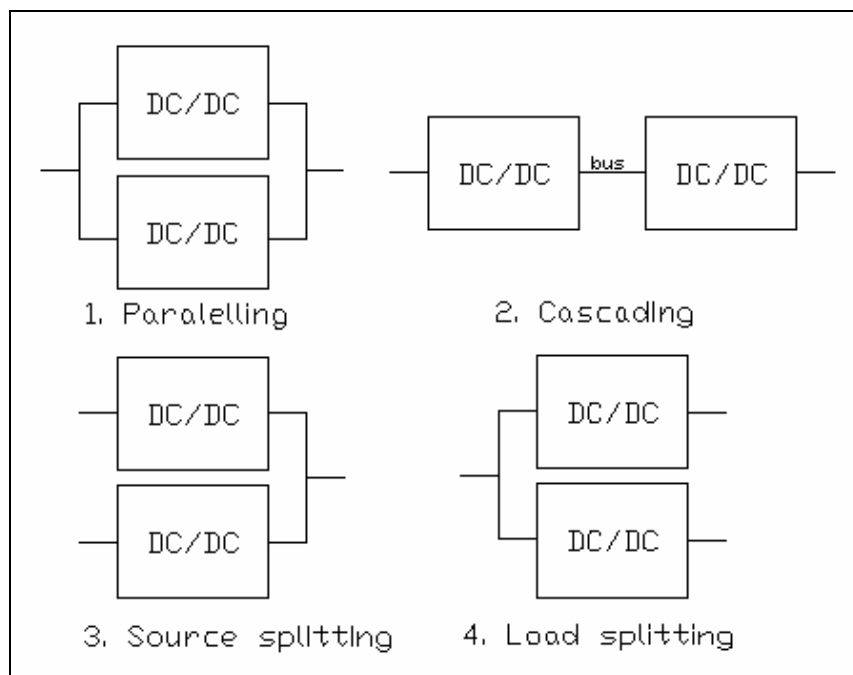 DC/DC
DC/DC
1. Paralelling
DC/DC
bus
DC/DC
2. Cascading
DC/DC
DC/DC
3. Source splitting
DC/DC
DC/DC
4. Load splitting